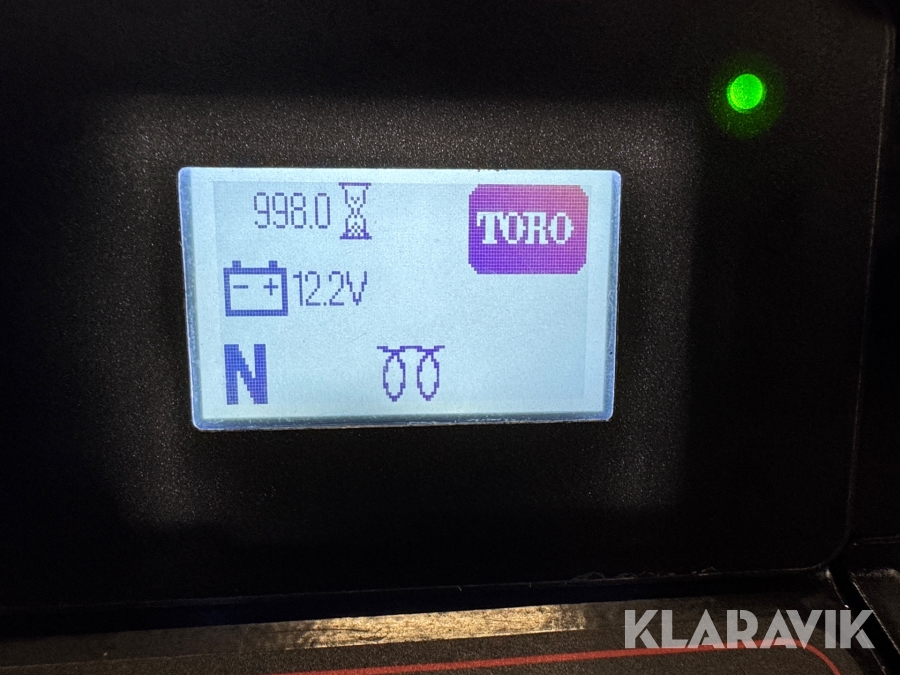 998.0
TORO
- + 12.2V
N
KLARAVIK